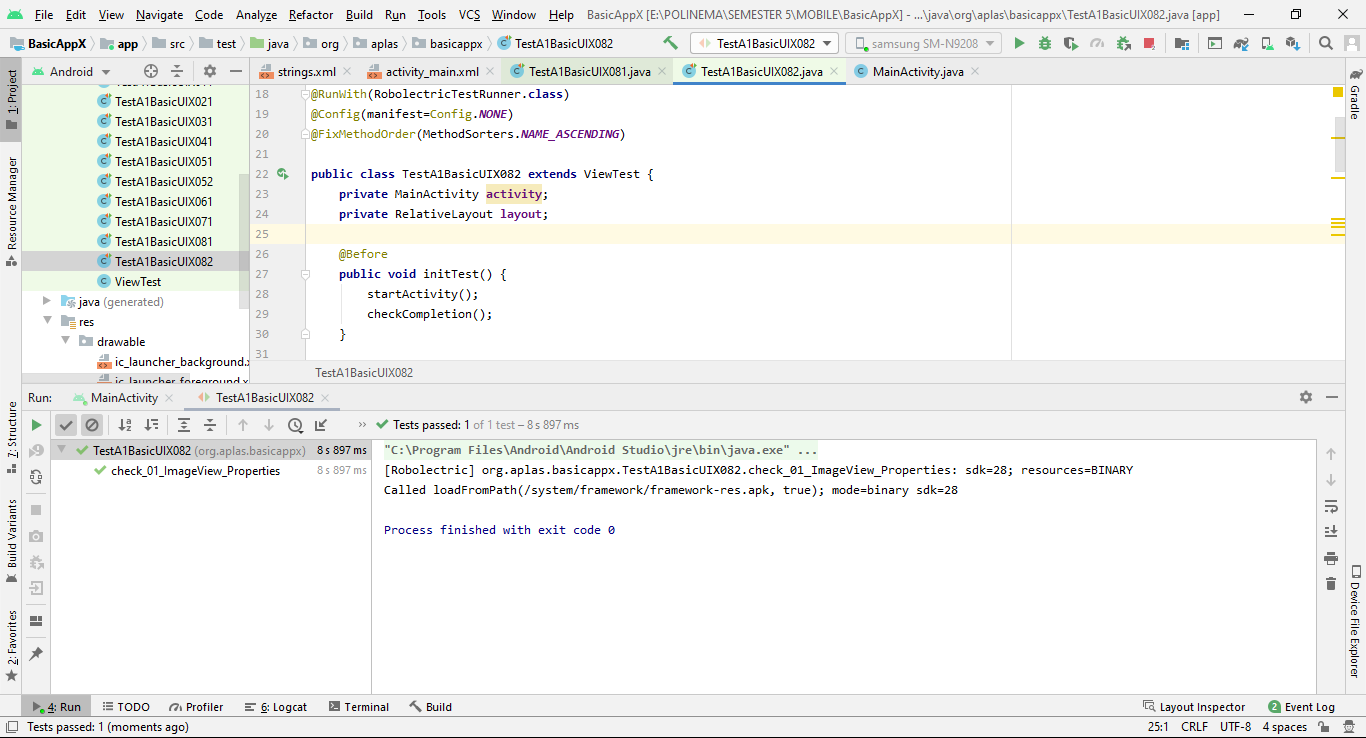 File Edit View Navigate Code Analyze Refactor Build Run Tools VCS Window Help BasicAppX [E:\POLINEMA\SEMESTER 5\MOBILE\BasicAppX] - ...\java\org\aplas\basicappx\TestA1BasicUIX082.java [app]
BasicAppX app src test java org aplas basicappx TestA1BasicUIX082 TestA1BasicUIX082 samsung SM-N9208
1: Project
Resource Manager
Z: Structure
Build Variants
2: Favorites
Android
strings.xml activity_main.xml TestA1BasicUIX081.java TestA1BasicUIX082.java MainActivity.java
TestA1BasicUIX021
TestA1BasicUIX031
TestA1BasicUIX041
TestA1BasicUIX051
TestA1BasicUIX052
TestA1BasicUIX061
TestA1BasicUIX071
TestA1BasicUIX081
TestA1BasicUIX082
ViewTest
java (generated)
res
drawable
ic_launcher_background.x
ic_launcher_foreground.x
18 @RunWith(RobolectricTestRunner.class)
19 @Config(manifest=Config.NONE)
20 @FixMethodOrder(MethodSorters.NAME_ASCENDING)
21
22 public class TestA1BasicUIX082 extends ViewTest {
23 private MainActivity activity;
24 private RelativeLayout layout;
25
26 @Before
27 public void initTest() {
28 startActivity();
29 checkCompletion();
30 }
31
TestA1BasicUIX082
Gradle
Device File Explorer
Run: MainActivity TestA1BasicUIX082
>> Tests passed: 1 of 1 test – 8 s 897 ms
TestA1BasicUIX082 (org.aplas.basicappx) 8 s 897 ms
check_01_ImageView_Properties 8 s 897 ms
"C:\Program Files\Android\Android Studio\jre\bin\java.exe" ...
[Robolectric] org.aplas.basicappx.TestA1BasicUIX082.check_01_ImageView_Properties: sdk=28; resources=BINARY
Called loadFromPath(/system/framework/framework-res.apk, true); mode=binary sdk=28
Process finished with exit code 0
4: Run TODO Profiler 6: Logcat Terminal Build Layout Inspector 2 Event Log
Tests passed: 1 (moments ago) 25:1 CRLF UTF-8 4 spaces